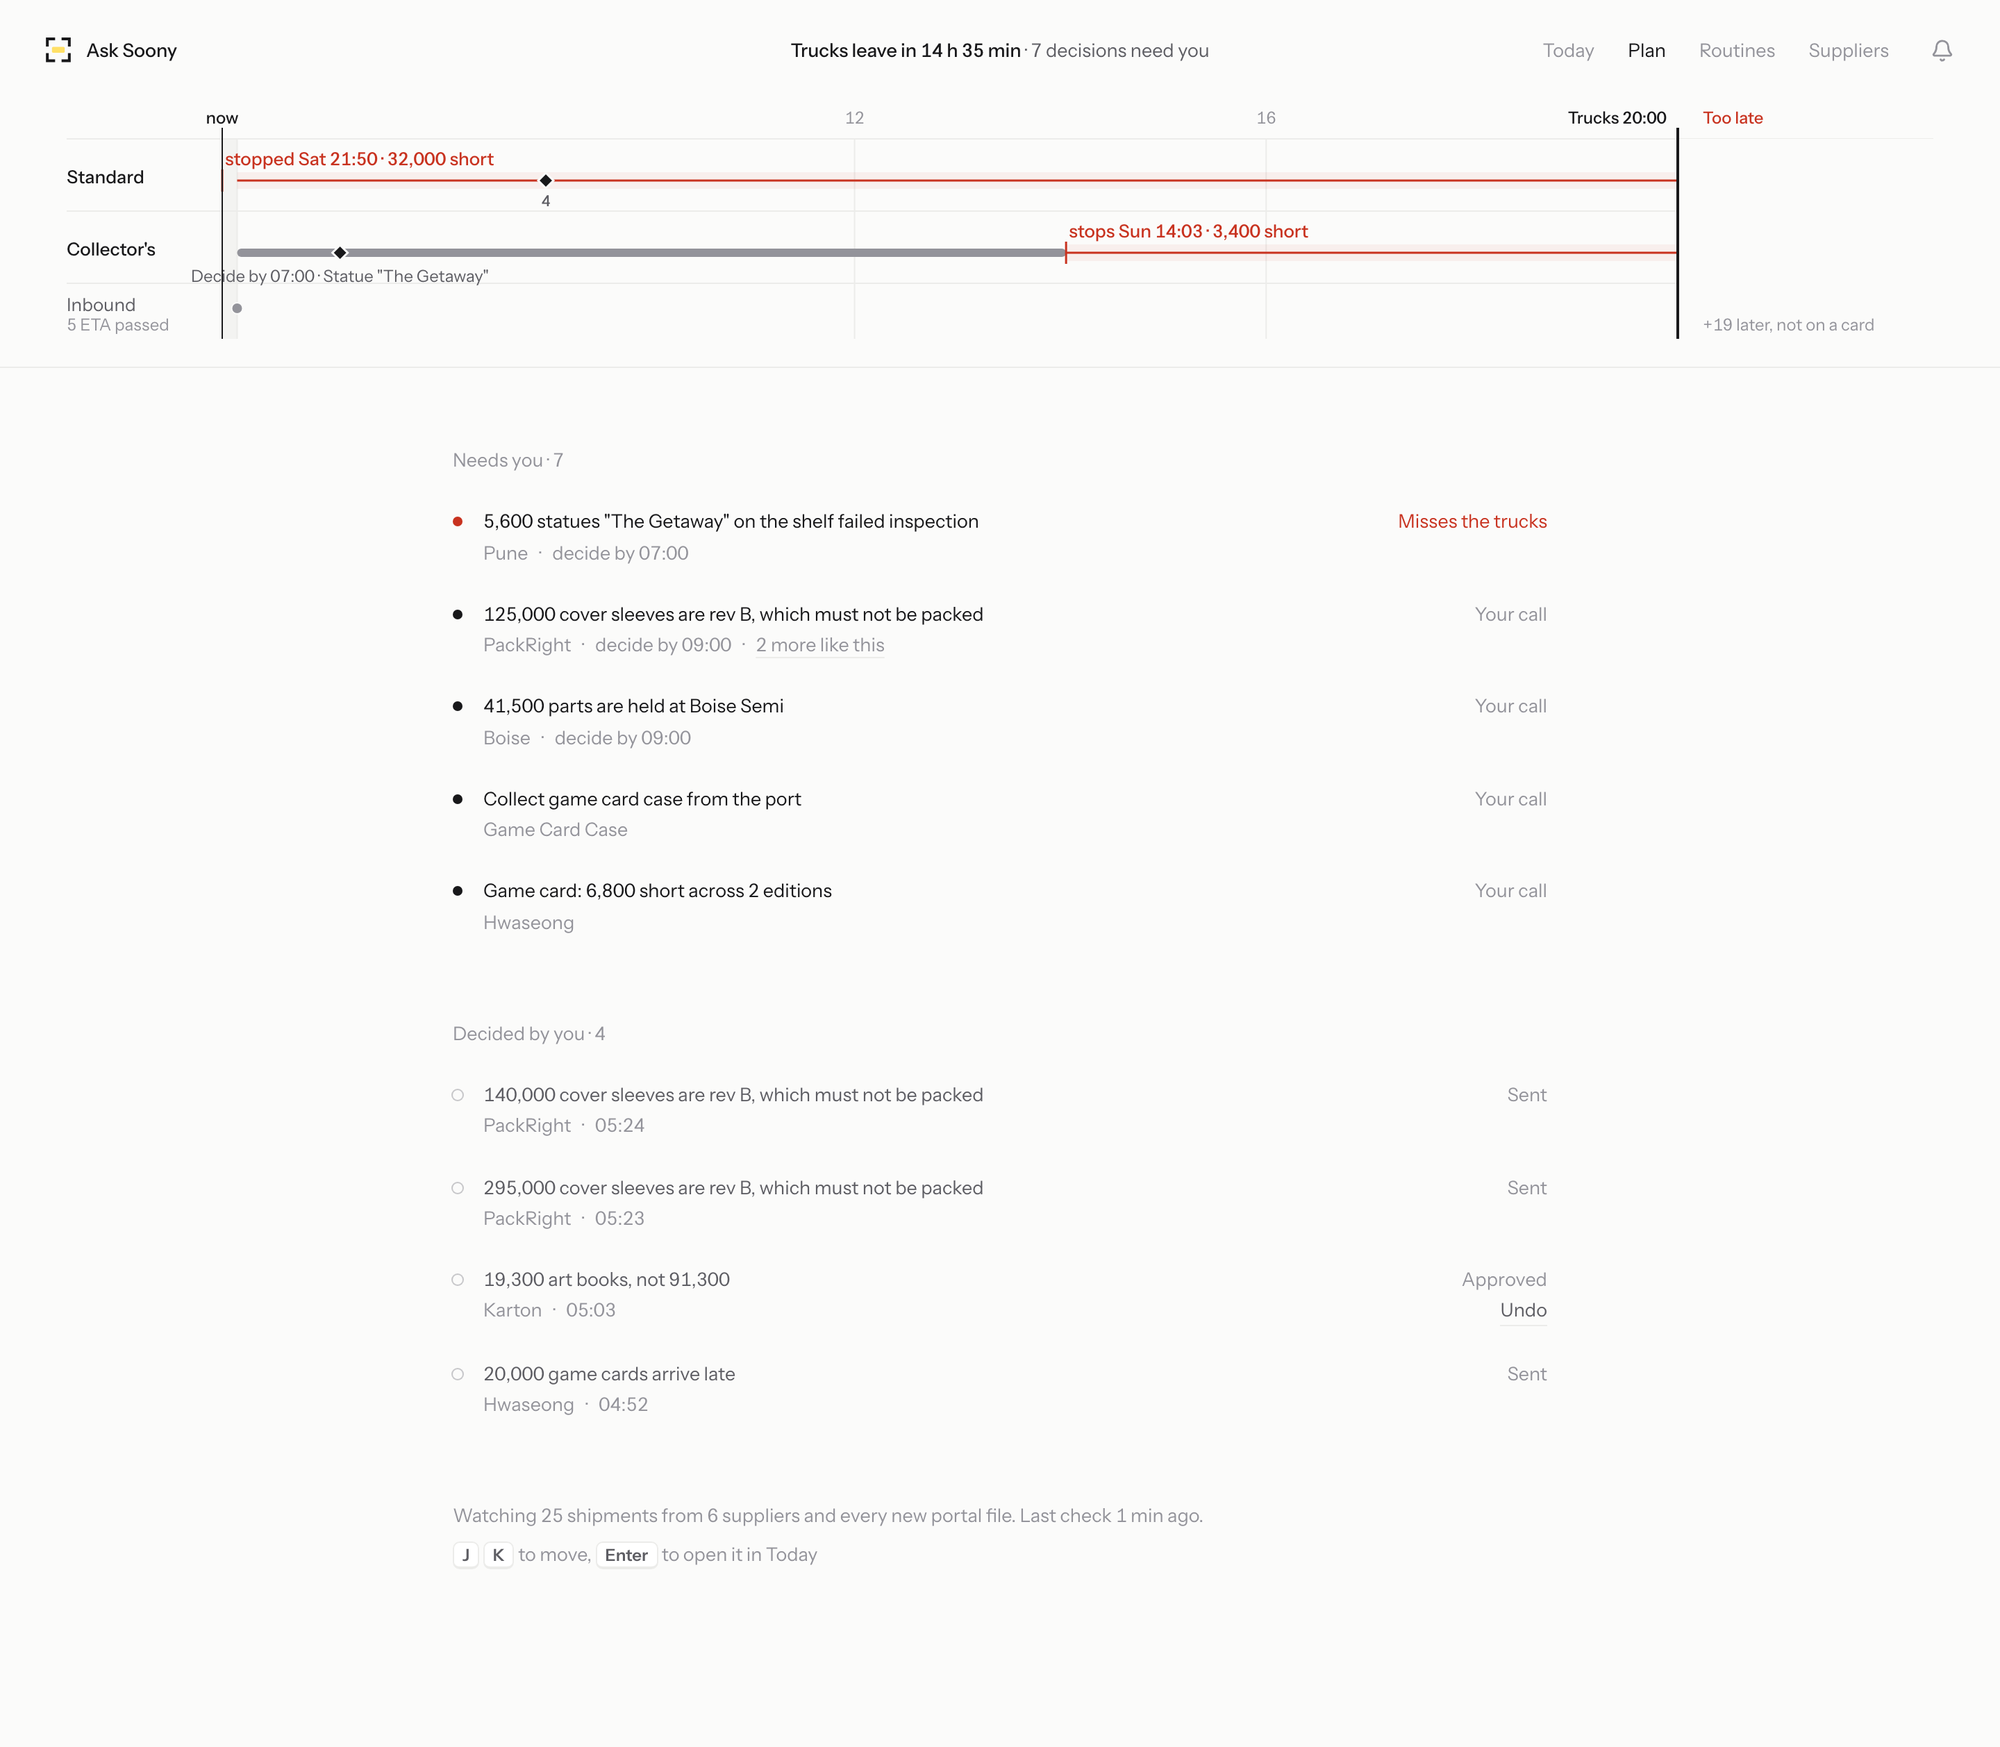 Ask Soony
Trucks leave in 14 h 35 min · 7 decisions need you
Today Plan Routines Suppliers
now 12 16 Trucks 20:00 Too late
stopped Sat 21:50 · 32,000 short
Standard
4
stops Sun 14:03 · 3,400 short
Collector's
Decide by 07:00 · Statue "The Getaway"
Inbound
5 ETA passed
+19 later, not on a card
Needs you · 7
5,600 statues "The Getaway" on the shelf failed inspection Misses the trucks
Pune · decide by 07:00
125,000 cover sleeves are rev B, which must not be packed Your call
PackRight · decide by 09:00 · 2 more like this
41,500 parts are held at Boise Semi Your call
Boise · decide by 09:00
Collect game card case from the port Your call
Game Card Case
Game card: 6,800 short across 2 editions Your call
Hwaseong
Decided by you · 4
140,000 cover sleeves are rev B, which must not be packed Sent
PackRight · 05:24
295,000 cover sleeves are rev B, which must not be packed Sent
PackRight · 05:23
19,300 art books, not 91,300 Approved
Karton · 05:03 Undo
20,000 game cards arrive late Sent
Hwaseong · 04:52
Watching 25 shipments from 6 suppliers and every new portal file. Last check 1 min ago.
J K to move, Enter to open it in Today